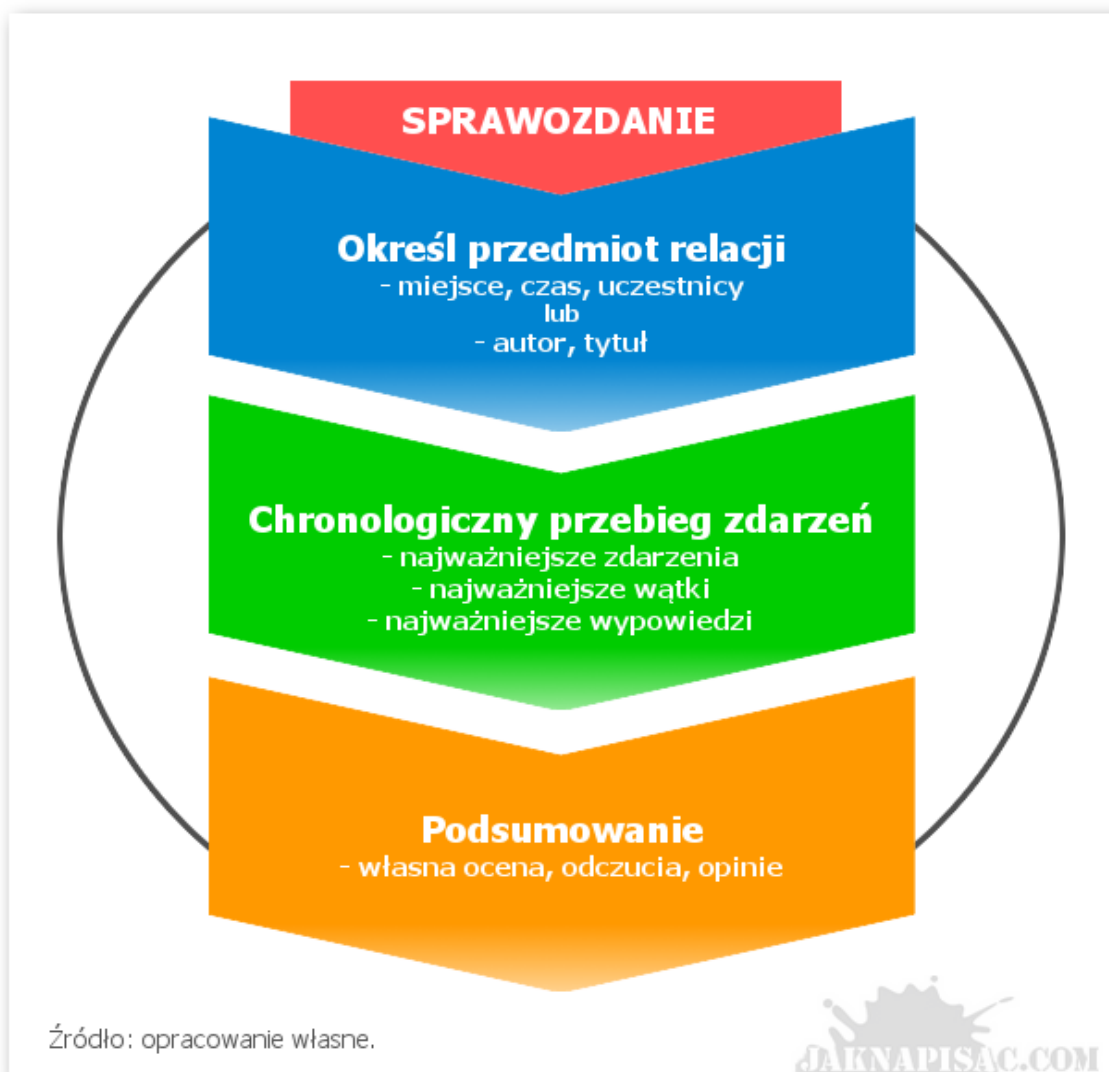 SPRAWOZDANIE
Określ przedmiot relacji
- miejsce, czas, uczestnicy
lub
- autor, tytuł
Chronologiczny przebieg zdarzeń
- najważniejsze zdarzenia
- najważniejsze wątki
- najważniejsze wypowiedzi
Podsumowanie
- własna ocena, odczucia, opinie
Źródło: opracowanie własne.
JAKNAPISAC.COM